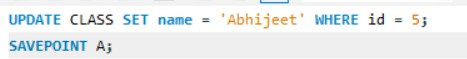 UPDATE CLASS SET name = 'Abhijeet' WHERE id = 5;
SAVEPOINT A;